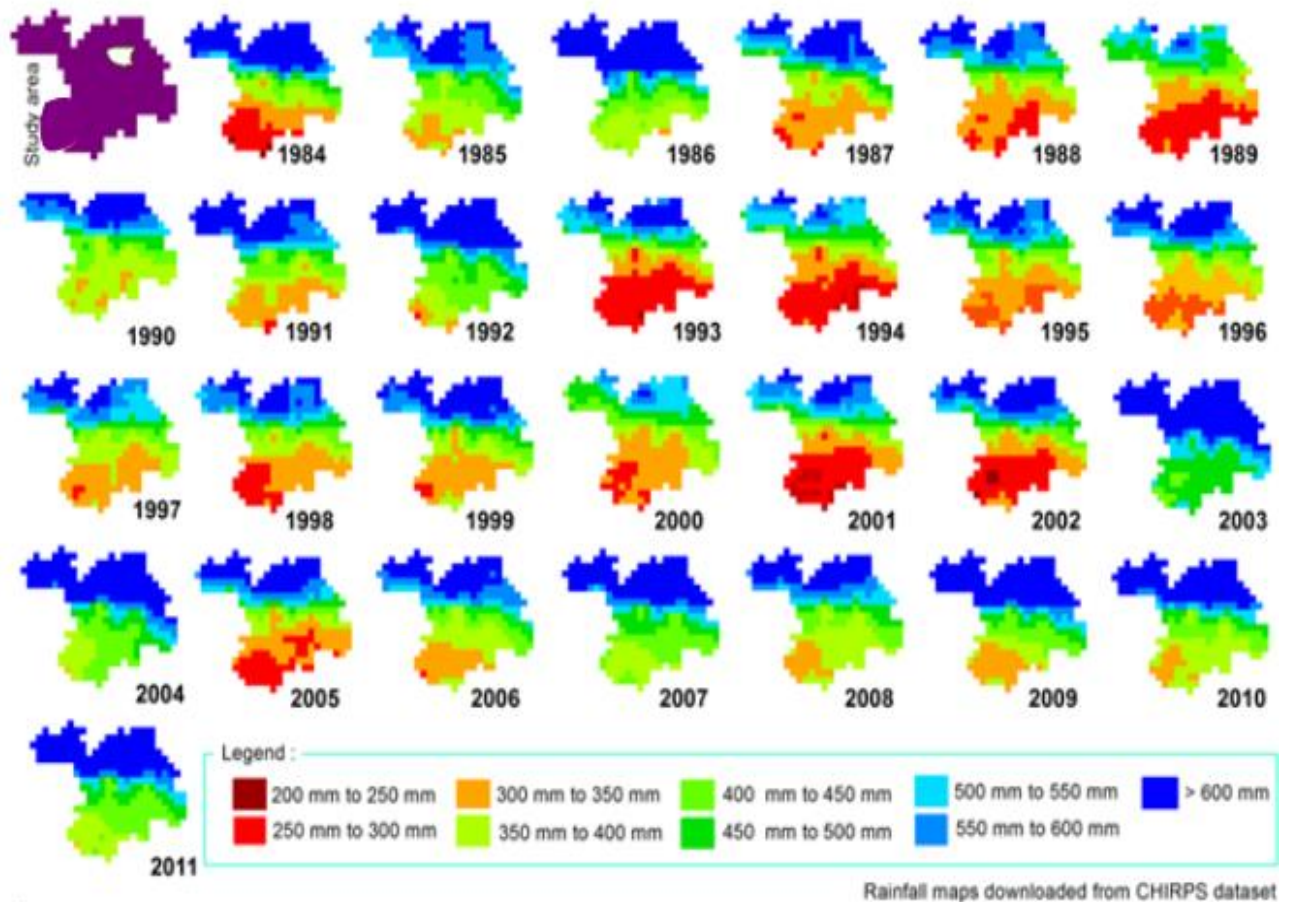 Study area
1984
1985
1986
1987
1988
1989
1990
1991
1992
1993
1994
1995
1996
1997
1998
1999
2000
2001
2002
2003
2004
2005
2006
2007
2008
2009
2010
2011
Legend :
200 mm to 250 mm
300 mm to 350 mm
400 mm to 450 mm
500 mm to 550 mm
> 600 mm
250 mm to 300 mm
350 mm to 400 mm
450 mm to 500 mm
550 mm to 600 mm
Rainfall maps downloaded from CHIRPS dataset